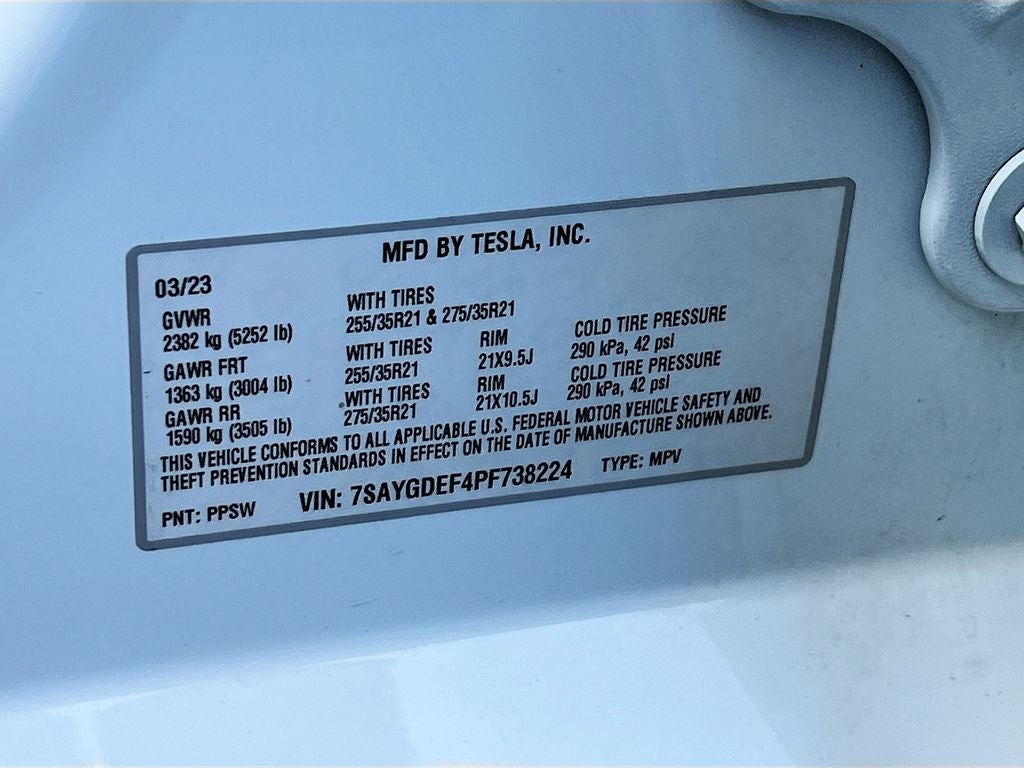 MFD BY TESLA, INC.
03/23
GVWR WITH TIRES
2382 kg (5252 lb) 255/35R21 & 275/35R21
GAWR FRT WITH TIRES RIM COLD TIRE PRESSURE
1363 kg (3004 lb) 255/35R21 21X9.5J 290 kPa, 42 psi
GAWR RR WITH TIRES RIM COLD TIRE PRESSURE
1590 kg (3505 lb) 275/35R21 21X10.5J 290 kPa, 42 psi
THIS VEHICLE CONFORMS TO ALL APPLICABLE U.S. FEDERAL MOTOR VEHICLE SAFETY AND
THEFT PREVENTION STANDARDS IN EFFECT ON THE DATE OF MANUFACTURE SHOWN ABOVE.
PNT: PPSW VIN: 7SAYGDEF4PF738224 TYPE: MPV